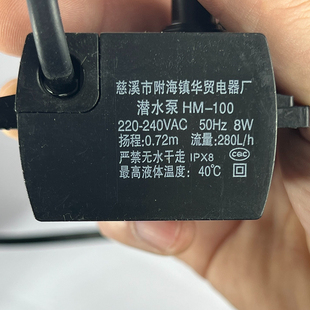 慈溪市附海镇华贸电器厂
潜水泵 HM-100
220-240VAC 50Hz 8W
扬程:0.72m 流量:280L/h
严禁无水干走 IPX8
最高液体温度: 40℃